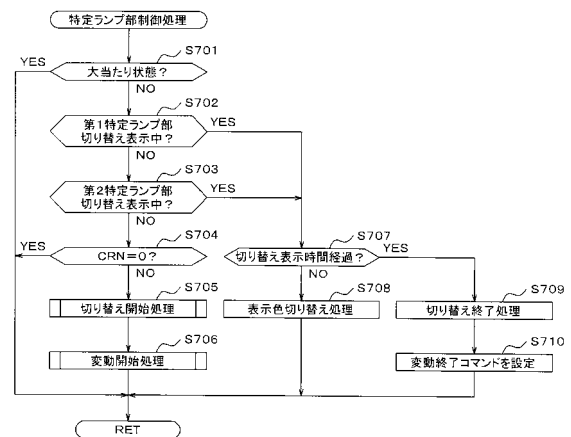 特定ランプ部制御処理
S701
大当たり状態？
YES
NO
S702
第1特定ランプ部
切り替え表示中？
YES
NO
S703
第2特定ランプ部
切り替え表示中？
YES
NO
S704
CRN＝0？
YES
NO
S707
切り替え表示時間経過？
YES
NO
S705
切り替え開始処理
S708
表示色切り替え処理
S709
切り替え終了処理
S706
変動開始処理
S710
変動終了コマンドを設定
RET